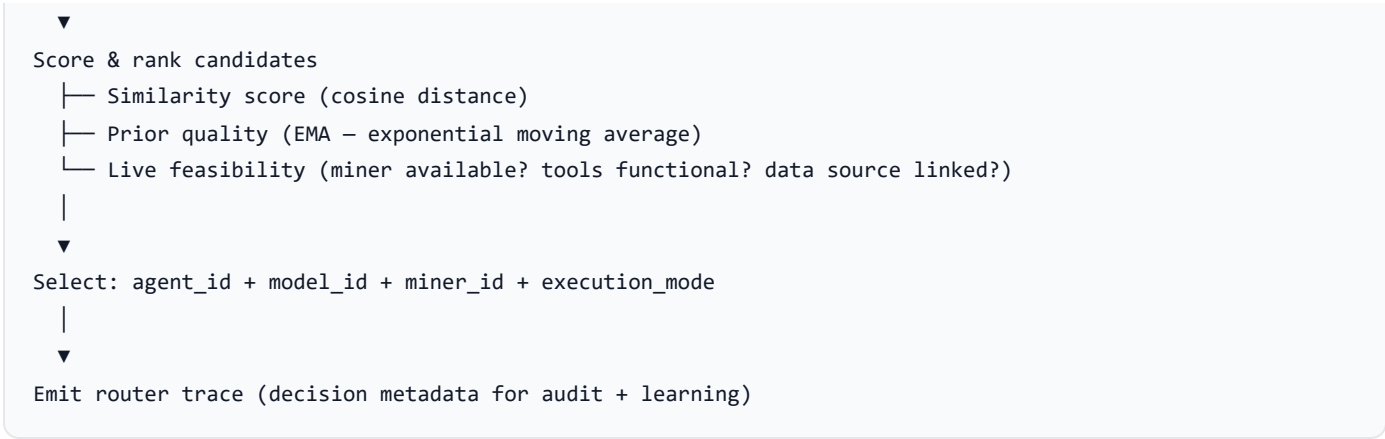 ▼
Score & rank candidates
├── Similarity score (cosine distance)
├── Prior quality (EMA — exponential moving average)
└── Live feasibility (miner available? tools functional? data source linked?)
│
▼
Select: agent_id + model_id + miner_id + execution_mode
│
▼
Emit router trace (decision metadata for audit + learning)